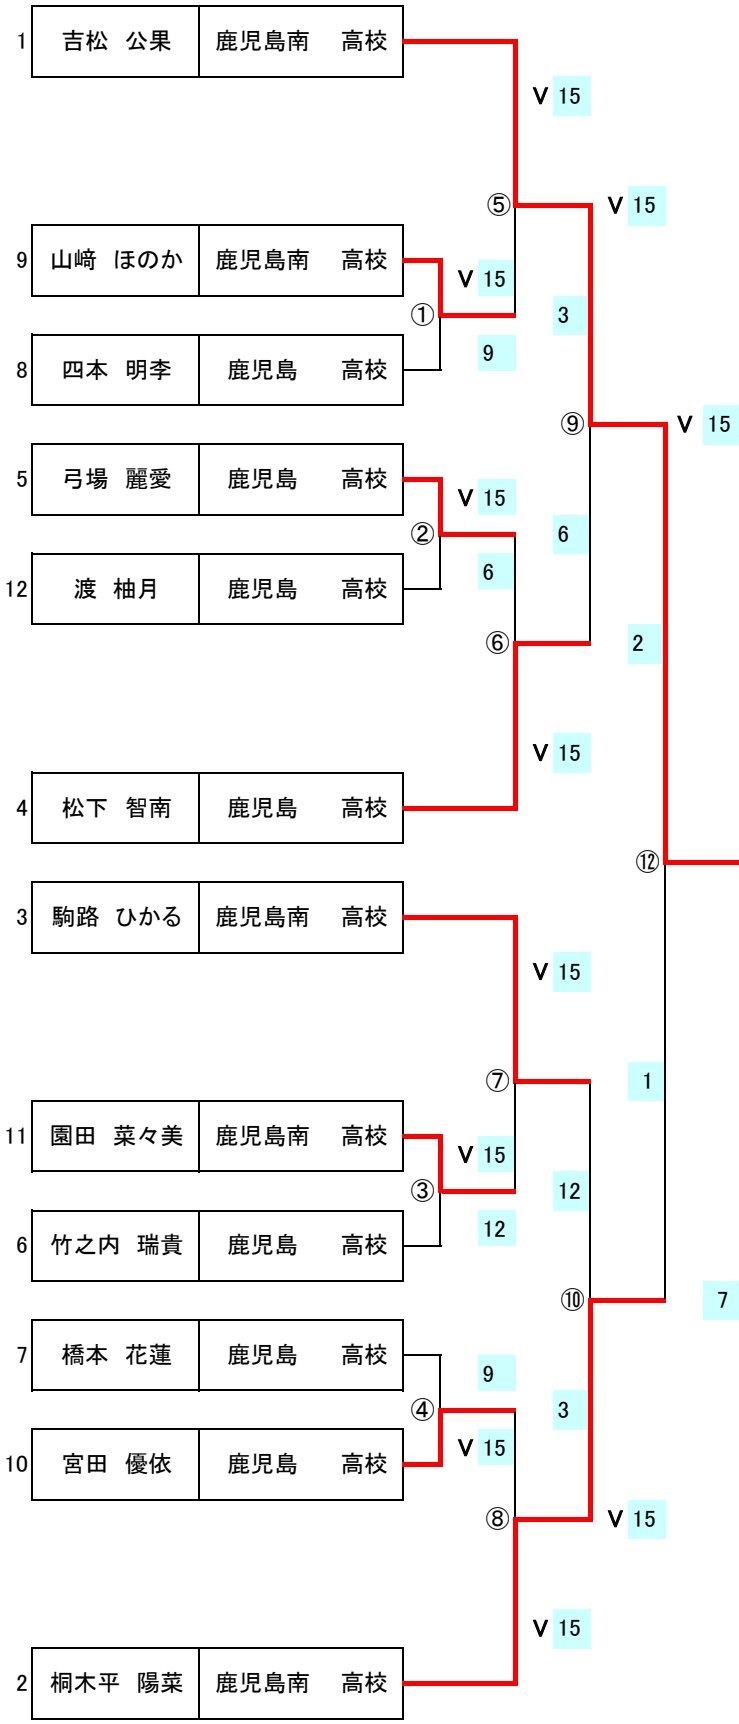 1 吉松 公果 鹿児島南 高校
V 15
⑤ V 15
9 山﨑 ほのか 鹿児島南 高校
V 15
① 3
8 四本 明李 鹿児島 高校
9
⑨ V 15
5 弓場 麗愛 鹿児島 高校
V 15
② 6
12 渡 柚月 鹿児島 高校
6
⑥ 2
V 15
4 松下 智南 鹿児島 高校
⑫
3 駒路 ひかる 鹿児島南 高校
V 15
⑦ 1
11 園田 菜々美 鹿児島南 高校
V 15
③ 12
6 竹之内 瑞貴 鹿児島 高校
12
⑩ 7
7 橋本 花蓮 鹿児島 高校
9
④ 3
V 15
10 宮田 優依 鹿児島 高校
⑧ V 15
V 15
2 桐木平 陽菜 鹿児島南 高校